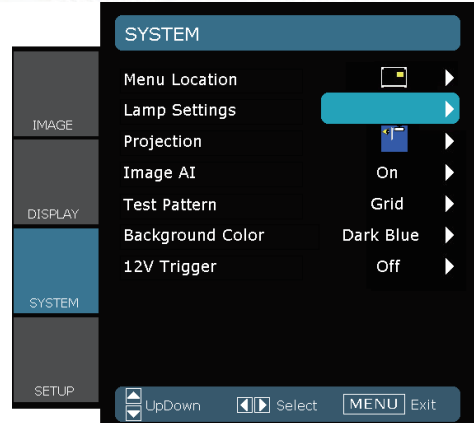 SYSTEM
IMAGE
DISPLAY
SYSTEM
SETUP
Menu Location
Lamp Settings
Projection
Image AI On
Test Pattern Grid
Background Color Dark Blue
12V Trigger Off
UpDown Select MENU Exit